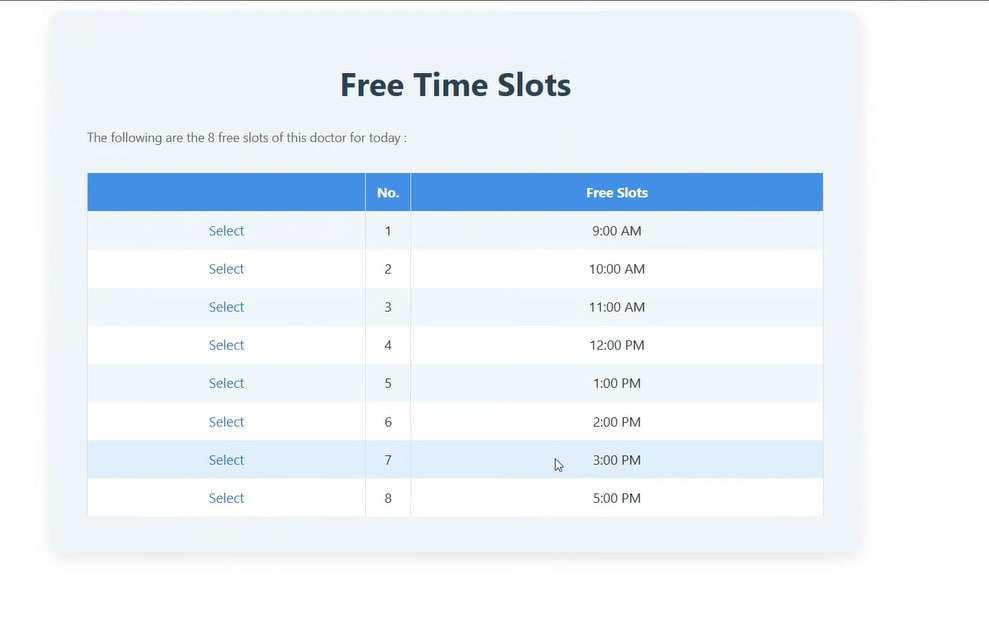 Free Time Slots
The following are the 8 free slots of this doctor for today :
No. Free Slots
Select 1 9:00 AM
Select 2 10:00 AM
Select 3 11:00 AM
Select 4 12:00 PM
Select 5 1:00 PM
Select 6 2:00 PM
Select 7 3:00 PM
Select 8 5:00 PM